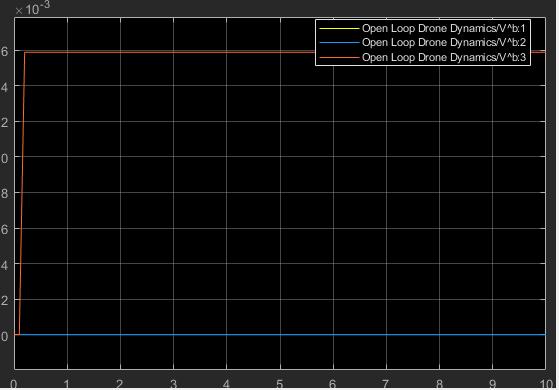 ×10⁻³
Open Loop Drone Dynamics/V^b:1
Open Loop Drone Dynamics/V^b:2
Open Loop Drone Dynamics/V^b:3
6
4
2
0
8
6
4
2
0
0 1 2 3 4 5 6 7 8 9 10